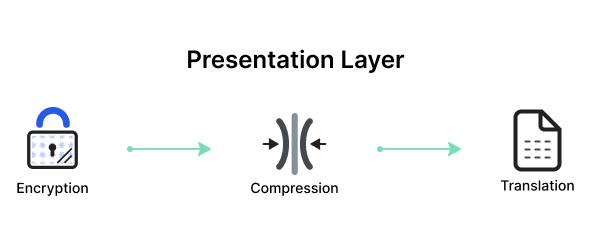 Presentation Layer
Encryption
Compression
Translation